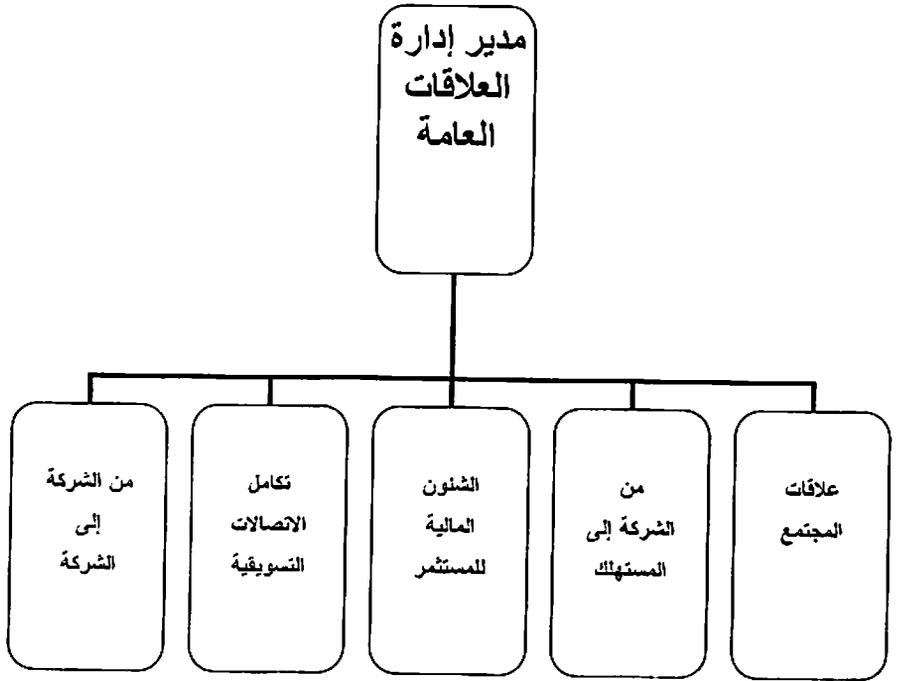 مدير إدارة
العلاقات
العامة
علاقات
المجتمع
من
الشركة إلى
المستهلك
الشئون
المالية
للمستثمر
تكامل
الاتصالات
التسويقية
من الشركة
إلى
الشركة